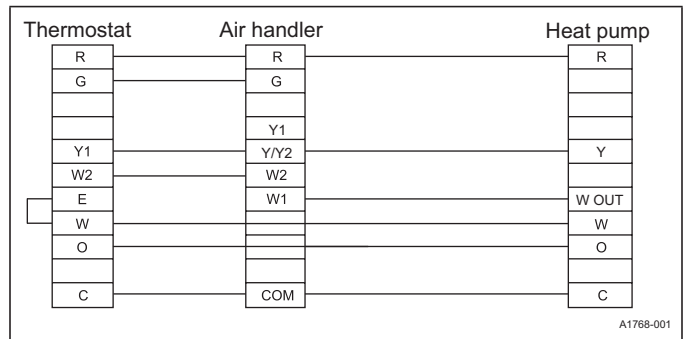 Thermostat Air handler Heat pump
R R R
G G
Y1
Y1 Y/Y2 Y
W2 W2
E W1 W OUT
W W
O O
C COM C
A1768-001